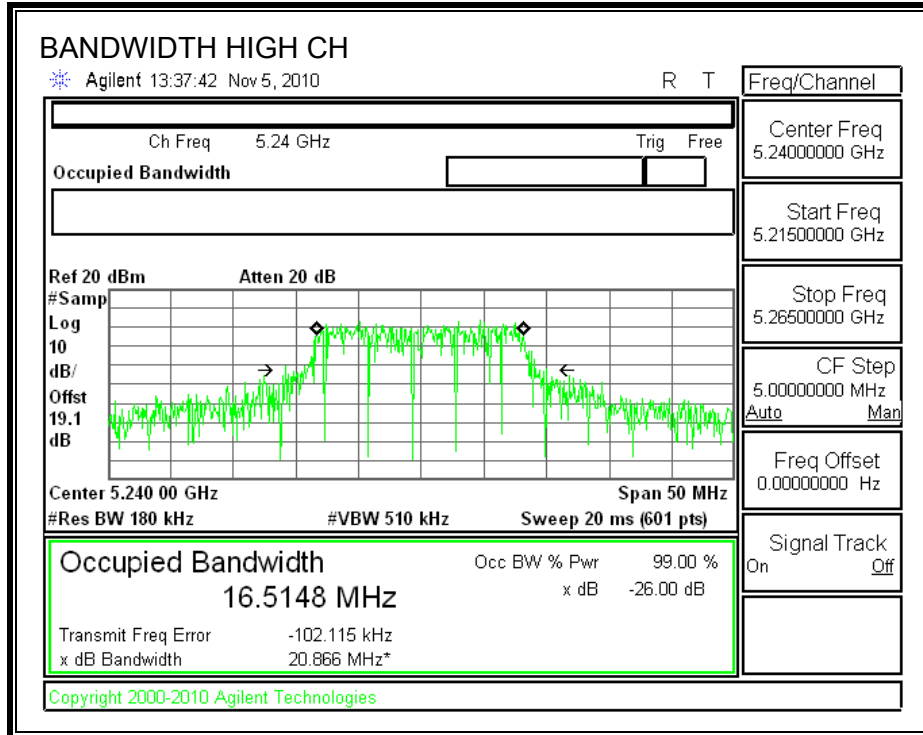 BANDWIDTH HIGH CH
Agilent 13:37:42 Nov 5, 2010 R T
Freq/Channel
Ch Freq 5.24 GHz Trig Free
Occupied Bandwidth
Center Freq
5.24000000 GHz
Start Freq
5.21500000 GHz
Stop Freq
5.26500000 GHz
CF Step
5.00000000 MHz
Auto Man
Freq Offset
0.00000000 Hz
Signal Track
On Off
Ref 20 dBm Atten 20 dB
#Samp
Log
10
dB/
Offst
19.1
dB
Center 5.240 00 GHz Span 50 MHz
#Res BW 180 kHz #VBW 510 kHz Sweep 20 ms (601 pts)
Occupied Bandwidth Occ BW % Pwr 99.00 %
16.5148 MHz x dB -26.00 dB
Transmit Freq Error -102.115 kHz
x dB Bandwidth 20.866 MHz*
Copyright 2000-2010 Agilent Technologies